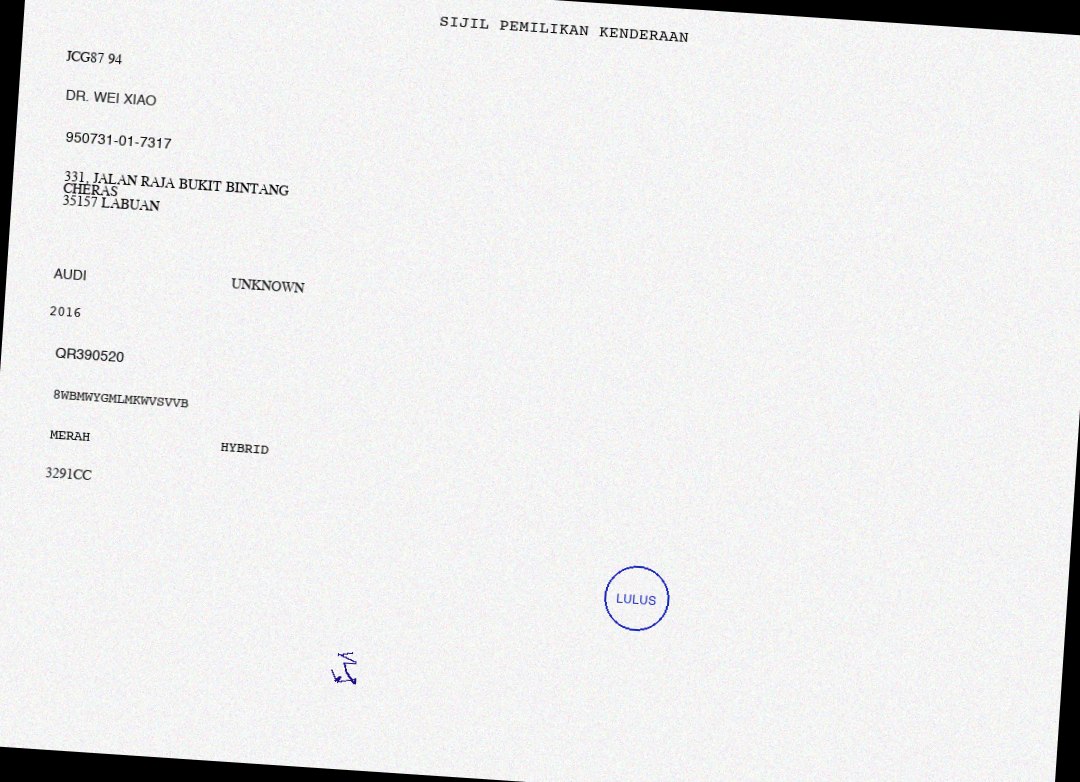 SIJIL PEMILIKAN KENDERAAN
JCG87 94
DR. WEI XIAO
950731-01-7317
331, JALAN RAJA BUKIT BINTANG
CHERAS
35157 LABUAN
AUDI UNKNOWN
2016
QR390520
8WBMWYGMLMKWVSVVB
MERAH HYBRID
3291CC
LULUS